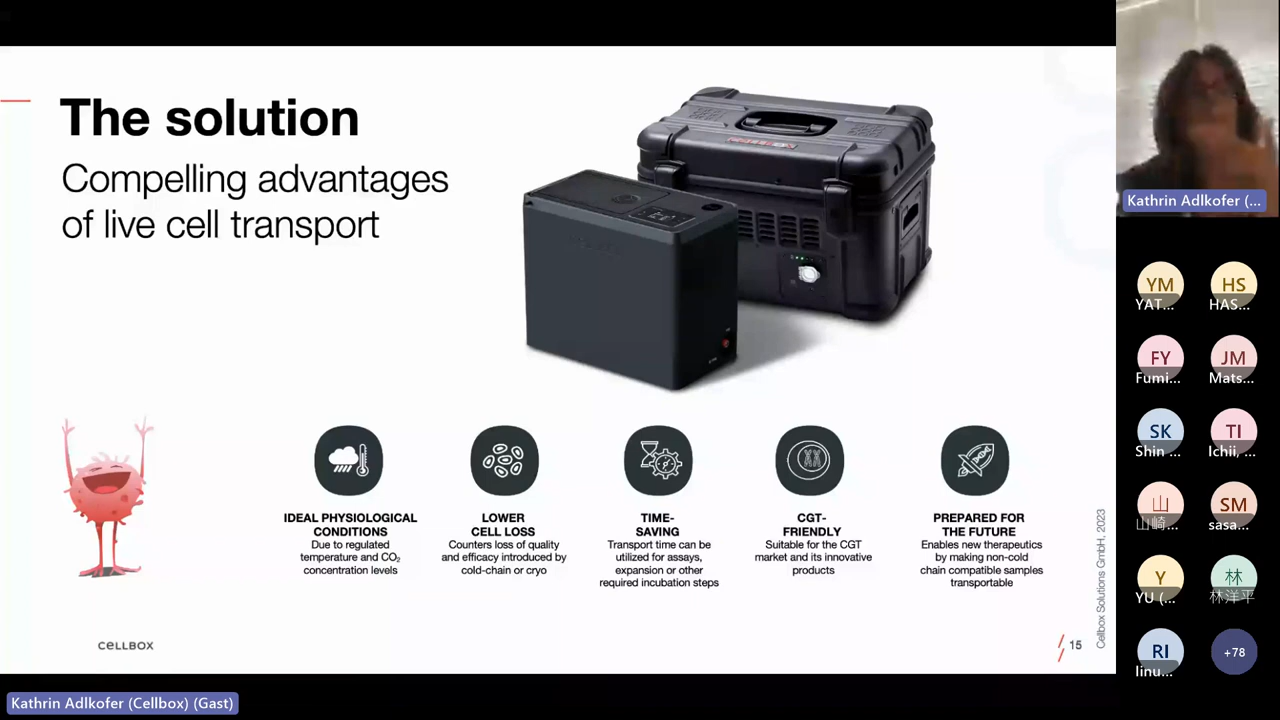 The solution
Compelling advantages
of live cell transport
IDEAL PHYSIOLOGICAL
CONDITIONS
Due to regulated
temperature and CO₂
concentration levels
LOWER
CELL LOSS
Counters loss of quality
and efficacy introduced by
cold-chain or cryo
TIME-
SAVING
Transport time can be
utilized for assays,
expansion or other
required incubation steps
CGT-
FRIENDLY
Suitable for the CGT
market and its innovative
products
PREPARED FOR
THE FUTURE
Enables new therapeutics
by making non-cold
chain compatible samples
transportable
CELLBOX
15
Cellbox Solutions GmbH, 2023
Kathrin Adlkofer (Cellbox) (Gast)
Kathrin Adlkofer (...
YM
YAT...
HS
HAS...
FY
Fumi...
JM
Mats...
SK
Shin ...
TI
Ichii, ...
山
山崎...
SM
sasa...
Y
YU (...
林
林洋平
RI
Iinu...
+78